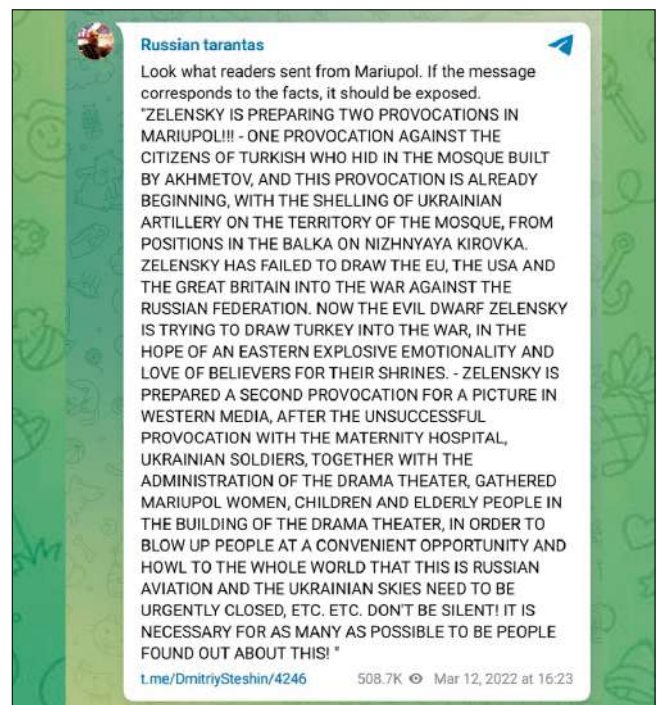 Russian tarantas
Look what readers sent from Mariupol. If the message
corresponds to the facts, it should be exposed.
"ZELENSKY IS PREPARING TWO PROVOCATIONS IN
MARIUPOL!!! - ONE PROVOCATION AGAINST THE
CITIZENS OF TURKISH WHO HID IN THE MOSQUE BUILT
BY AKHMETOV, AND THIS PROVOCATION IS ALREADY
BEGINNING, WITH THE SHELLING OF UKRAINIAN
ARTILLERY ON THE TERRITORY OF THE MOSQUE, FROM
POSITIONS IN THE BALKA ON NIZHNYAYA KIROVKA.
ZELENSKY HAS FAILED TO DRAW THE EU, THE USA AND
THE GREAT BRITAIN INTO THE WAR AGAINST THE
RUSSIAN FEDERATION. NOW THE EVIL DWARF ZELENSKY
IS TRYING TO DRAW TURKEY INTO THE WAR, IN THE
HOPE OF AN EASTERN EXPLOSIVE EMOTIONALITY AND
LOVE OF BELIEVERS FOR THEIR SHRINES. - ZELENSKY IS
PREPARED A SECOND PROVOCATION FOR A PICTURE IN
WESTERN MEDIA, AFTER THE UNSUCCESSFUL
PROVOCATION WITH THE MATERNITY HOSPITAL,
UKRAINIAN SOLDIERS, TOGETHER WITH THE
ADMINISTRATION OF THE DRAMA THEATER, GATHERED
MARIUPOL WOMEN, CHILDREN AND ELDERLY PEOPLE IN
THE BUILDING OF THE DRAMA THEATER, IN ORDER TO
BLOW UP PEOPLE AT A CONVENIENT OPPORTUNITY AND
HOWL TO THE WHOLE WORLD THAT THIS IS RUSSIAN
AVIATION AND THE UKRAINIAN SKIES NEED TO BE
URGENTLY CLOSED, ETC. ETC. DON'T BE SILENT! IT IS
NECESSARY FOR AS MANY AS POSSIBLE TO BE PEOPLE
FOUND OUT ABOUT THIS! "
t.me/DmitriySteshin/4246 508.7K Mar 12, 2022 at 16:23